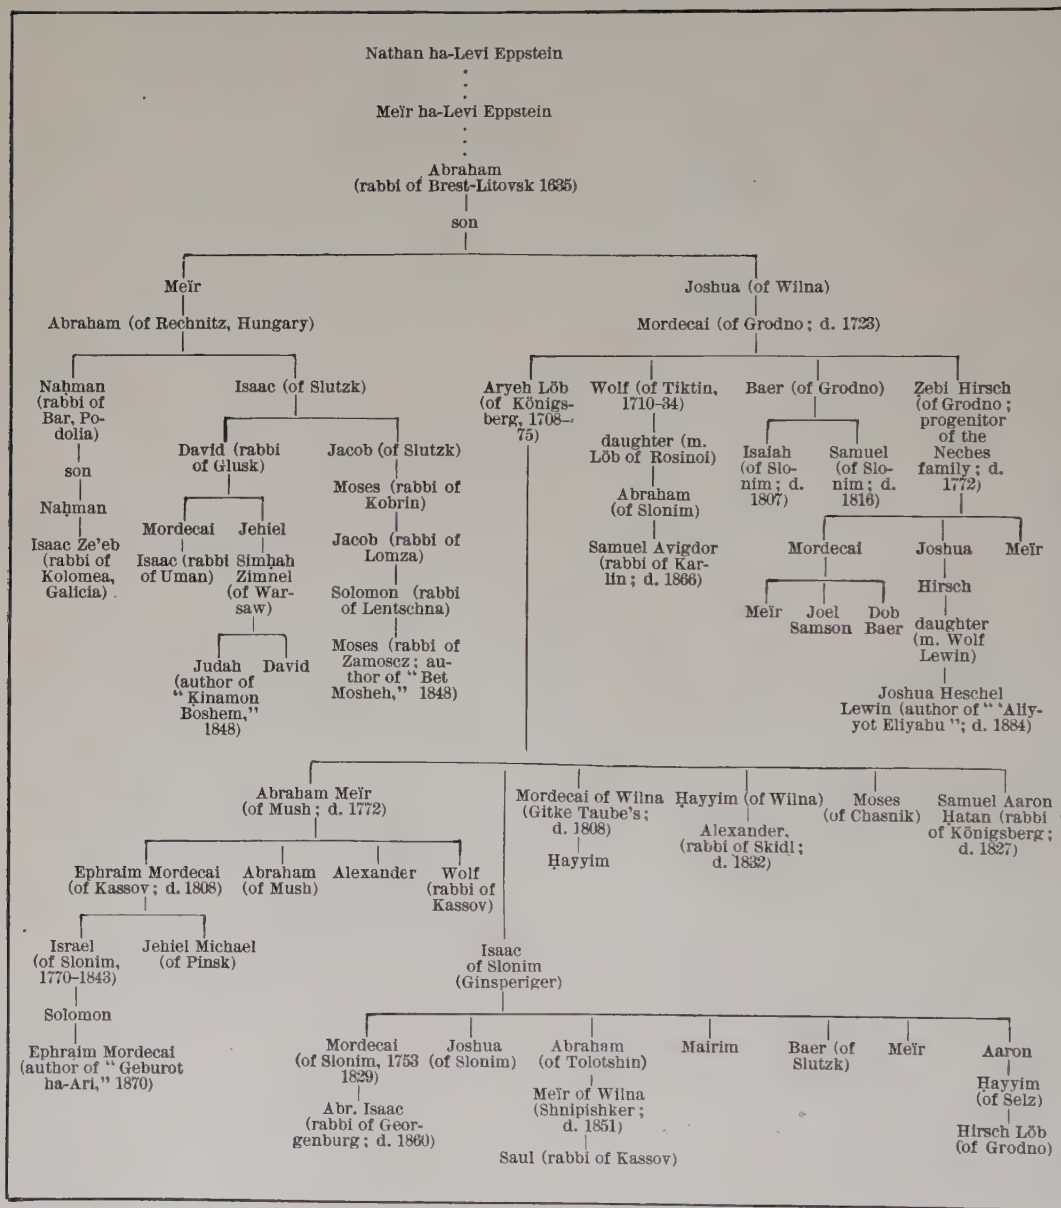 Nathan ha-Levi Eppstein
Meïr ha-Levi Eppstein
Abraham
(rabbi of Brest-Litovsk 1635)
son
Meïr
Joshua (of Wilna)
Abraham (of Rechnitz, Hungary)
Mordecai (of Grodno; d. 1723)
Naḥman
(rabbi of
Bar, Po-
dolia)
son
Naḥman
Isaac Ze'eb
(rabbi of
Kolomea,
Galicia)
Isaac (of Slutzk)
David (rabbi
of Glusk)
Mordecai
Isaac (rabbi
of Uman)
Jehiel
Simḥah
Zimnel
(of War-
saw)
Judah
(author of
"Ḳinamon
Boshem,"
1848)
David
Jacob (of Slutzk)
Moses (rabbi of
Kobrin)
Jacob (rabbi of
Lomza)
Solomon (rabbi
of Lentschna)
Moses (rabbi of
Zamoscz; au-
thor of "Bet
Mosheh," 1848)
Aryeh Löb
(of Königs-
berg, 1708–
75)
Wolf (of Tiktin,
1710–34)
daughter (m.
Löb of Rosinoi)
Abraham
(of Slonim)
Samuel Avigdor
(rabbi of Kar-
lin; d. 1866)
Baer (of Grodno)
Isaiah
(of Slo-
nim; d.
1807)
Samuel
(of Slo-
nim; d.
1816)
Ẓebi Hirsch
(of Grodno;
progenitor
of the
Neches
family; d.
1772)
Mordecai
Meïr
Joel
Samson
Dob
Baer
Joshua
Hirsch
daughter
(m. Wolf
Lewin)
Joshua Heschel
Lewin (author of "'Aliy-
yot Eliyahu"; d. 1884)
Meïr
Abraham Meïr
(of Mush; d. 1772)
Mordecai of Wilna
(Gitke Taube's;
d. 1808)
Ḥayyim
Ḥayyim (of Wilna)
Alexander,
(rabbi of Skidl;
d. 1832)
Moses
(of Chasnik)
Samuel Aaron
Ḥatan (rabbi
of Königsberg;
d. 1827)
Ephraim Mordecai
(of Kassov; d. 1808)
Abraham
(of Mush)
Alexander
Wolf
(rabbi of
Kassov)
Israel
(of Slonim,
1770–1843)
Solomon
Ephraim Mordecai
(author of "Geburot
ha-Ari," 1870)
Jehiel Michael
(of Pinsk)
Isaac
of Slonim
(Ginsperiger)
Mordecai
(of Slonim, 1753
1829)
Abr. Isaac
(rabbi of Geor-
genburg; d. 1860)
Joshua
(of Slonim)
Abraham
(of Tolotshin)
Meïr of Wilna
(Shnipishker;
d. 1851)
Saul (rabbi of Kassov)
Mairim
Baer (of
Slutzk)
Meïr
Aaron
Ḥayyim
(of Selz)
Hirsch Löb
(of Grodno)